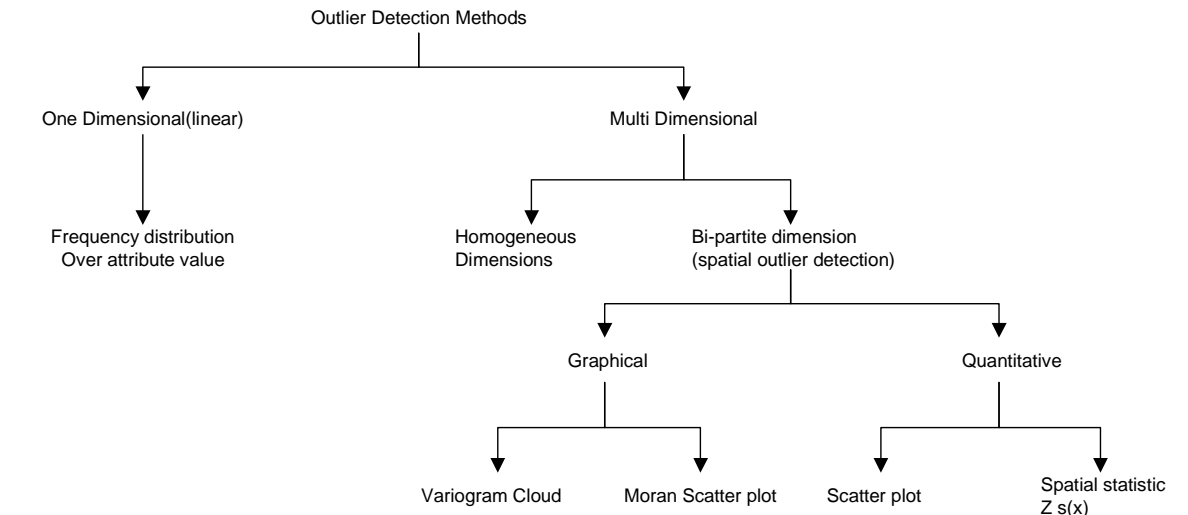 Outlier Detection Methods
One Dimensional(linear)
Multi Dimensional
Frequency distribution
Over attribute value
Homogeneous
Dimensions
Bi-partite dimension
(spatial outlier detection)
Graphical
Quantitative
Variogram Cloud
Moran Scatter plot
Scatter plot
Spatial statistic
Z s(x)